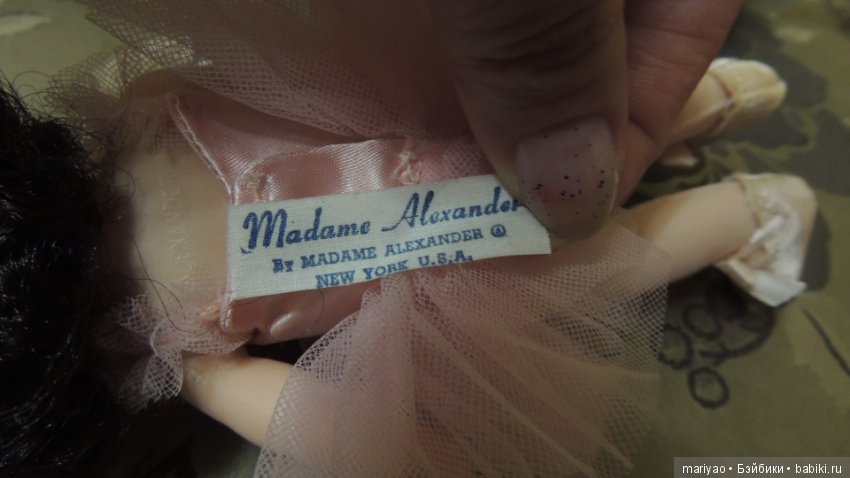 Madame Alexander
BY MADAME ALEXANDER ®
NEW YORK U.S.A.
mariyao • Бэйбики • babiki.ru